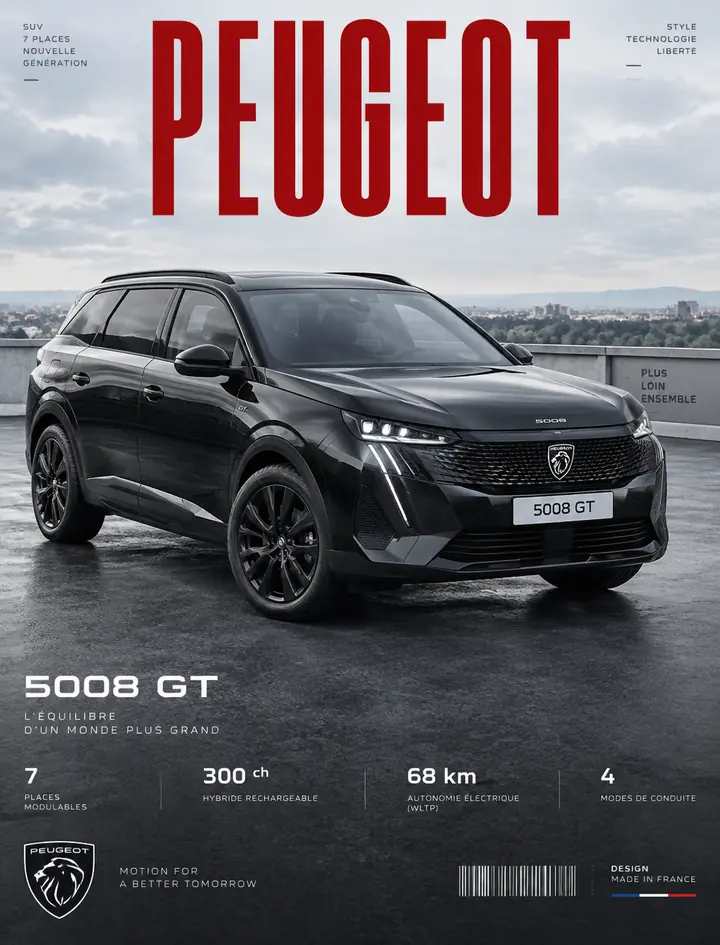 SUV
7 PLACES
NOUVELLE
GÉNÉRATION
PEUGEOT
STYLE
TECHNOLOGIE
LIBERTÉ
PLUS
LOIN
ENSEMBLE
GT
5008
PEUGEOT
5008 GT
5008 GT
L'ÉQUILIBRE
D'UN MONDE PLUS GRAND
7
PLACES
MODULABLES
300 ch
HYBRIDE RECHARGEABLE
68 km
AUTONOMIE ÉLECTRIQUE
(WLTP)
4
MODES DE CONDUITE
PEUGEOT
MOTION FOR
A BETTER TOMORROW
DESIGN
MADE IN FRANCE